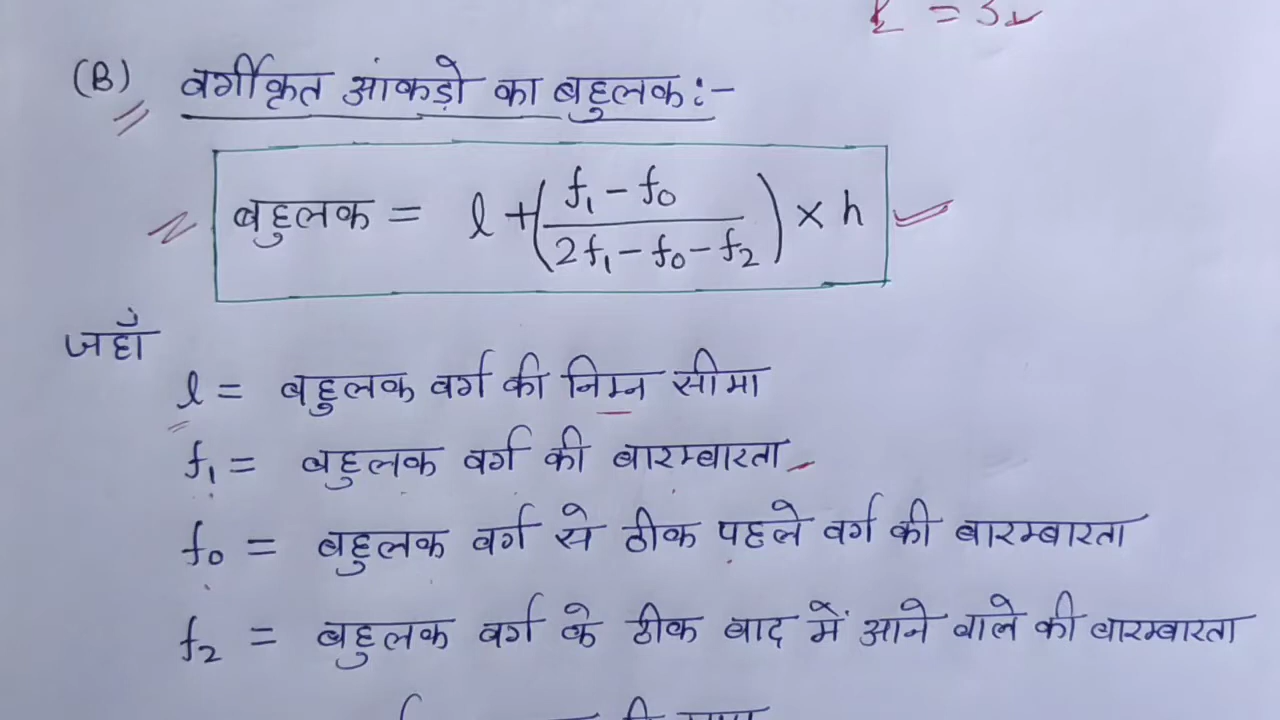 k = 3
(B) वर्गीकृत आंकड़ो का बहुलक:-
बहुलक = l + (f₁ - f₀ / 2f₁ - f₀ - f₂) × h
जहाँ
l = बहुलक वर्ग की निम्न सीमा
f₁ = बहुलक वर्ग की बारम्बारता
f₀ = बहुलक वर्ग से ठीक पहले वर्ग की बारम्बारता
f₂ = बहुलक वर्ग के ठीक बाद में आने वाले की बारम्बारता